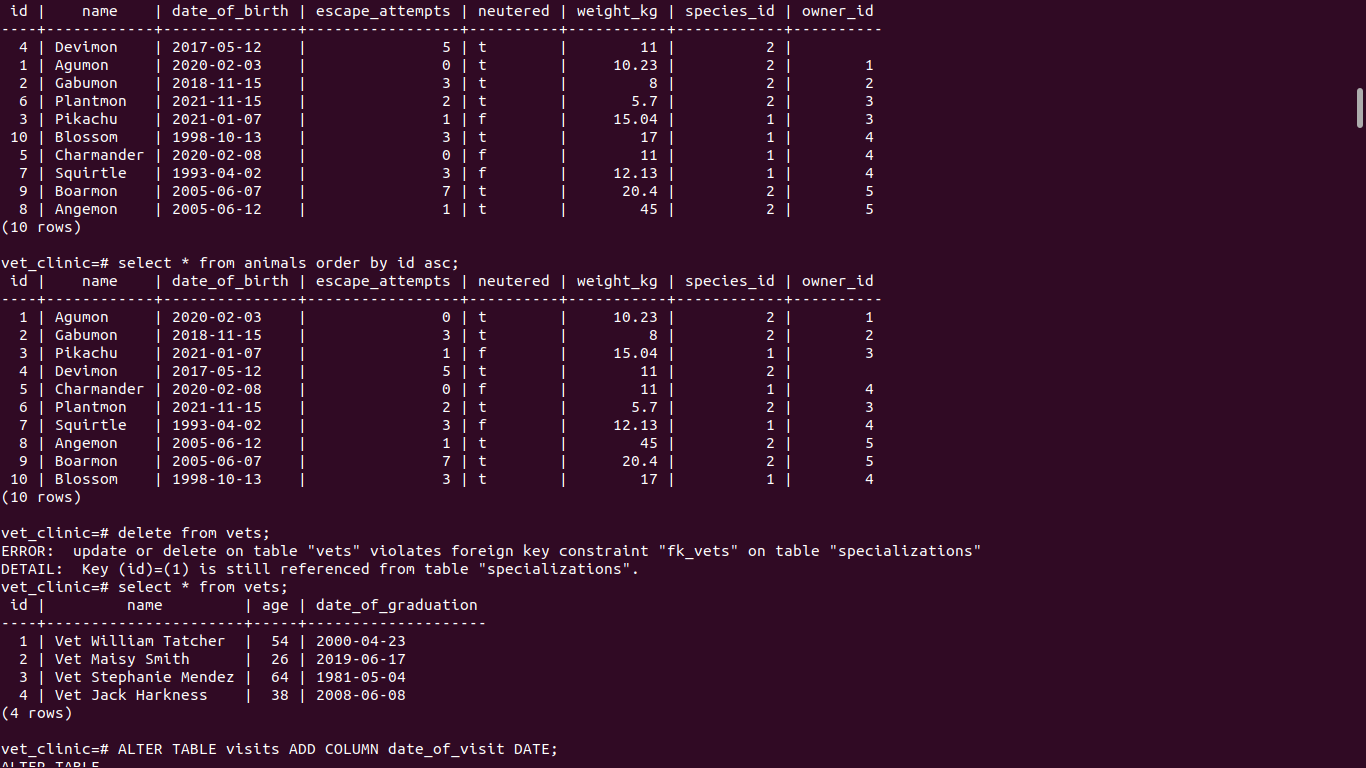 id |    name    | date_of_birth | escape_attempts | neutered | weight_kg | species_id | owner_id
----+------------+---------------+-----------------+----------+-----------+------------+----------
  4 | Devimon    | 2017-05-12    |               5 | t        |        11 |          2 |
  1 | Agumon     | 2020-02-03    |               0 | t        |     10.23 |          2 |        1
  2 | Gabumon    | 2018-11-15    |               3 | t        |         8 |          2 |        2
  6 | Plantmon   | 2021-11-15    |               2 | t        |       5.7 |          2 |        3
  3 | Pikachu    | 2021-01-07    |               1 | f        |     15.04 |          1 |        3
 10 | Blossom    | 1998-10-13    |               3 | t        |        17 |          1 |        4
  5 | Charmander | 2020-02-08    |               0 | f        |        11 |          1 |        4
  7 | Squirtle   | 1993-04-02    |               3 | f        |     12.13 |          1 |        4
  9 | Boarmon    | 2005-06-07    |               7 | t        |      20.4 |          2 |        5
  8 | Angemon    | 2005-06-12    |               1 | t        |        45 |          2 |        5
(10 rows)

vet_clinic=# select * from animals order by id asc;
 id |    name    | date_of_birth | escape_attempts | neutered | weight_kg | species_id | owner_id
----+------------+---------------+-----------------+----------+-----------+------------+----------
  1 | Agumon     | 2020-02-03    |               0 | t        |     10.23 |          2 |        1
  2 | Gabumon    | 2018-11-15    |               3 | t        |         8 |          2 |        2
  3 | Pikachu    | 2021-01-07    |               1 | f        |     15.04 |          1 |        3
  4 | Devimon    | 2017-05-12    |               5 | t        |        11 |          2 |
  5 | Charmander | 2020-02-08    |               0 | f        |        11 |          1 |        4
  6 | Plantmon   | 2021-11-15    |               2 | t        |       5.7 |          2 |        3
  7 | Squirtle   | 1993-04-02    |               3 | f        |     12.13 |          1 |        4
  8 | Angemon    | 2005-06-12    |               1 | t        |        45 |          2 |        5
  9 | Boarmon    | 2005-06-07    |               7 | t        |      20.4 |          2 |        5
 10 | Blossom    | 1998-10-13    |               3 | t        |        17 |          1 |        4
(10 rows)

vet_clinic=# delete from vets;
ERROR:  update or delete on table "vets" violates foreign key constraint "fk_vets" on table "specializations"
DETAIL:  Key (id)=(1) is still referenced from table "specializations".
vet_clinic=# select * from vets;
 id |         name         | age | date_of_graduation
----+----------------------+-----+--------------------
  1 | Vet William Tatcher  |  54 | 2000-04-23
  2 | Vet Maisy Smith      |  26 | 2019-06-17
  3 | Vet Stephanie Mendez |  64 | 1981-05-04
  4 | Vet Jack Harkness    |  38 | 2008-06-08
(4 rows)

vet_clinic=# ALTER TABLE visits ADD COLUMN date_of_visit DATE;
ALTER TABLE